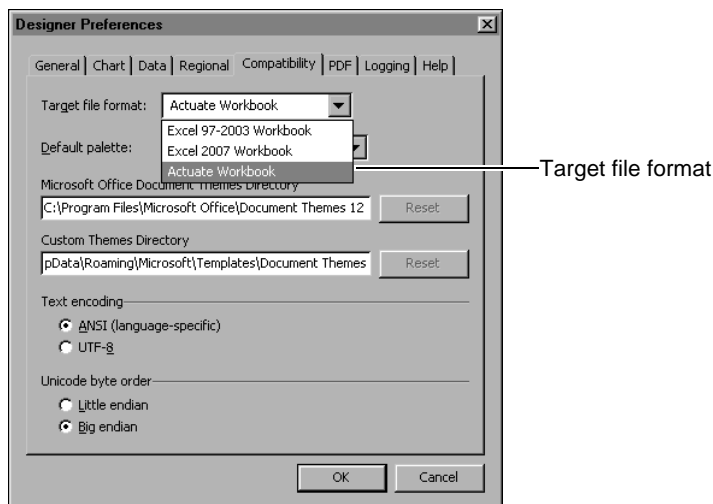 Designer Preferences
General Chart Data Regional Compatibility PDF Logging Help
Target file format: Actuate Workbook
Excel 97-2003 Workbook
Default palette:
Excel 2007 Workbook
Actuate Workbook
Target file format
Microsoft Office Document Themes Directory
C:\Program Files\Microsoft Office\Document Themes 12 Reset
Custom Themes Directory
pData\Roaming\Microsoft\Templates\Document Themes Reset
Text encoding
ANSI (language-specific)
UTF-8
Unicode byte order
Little endian
Big endian
OK Cancel